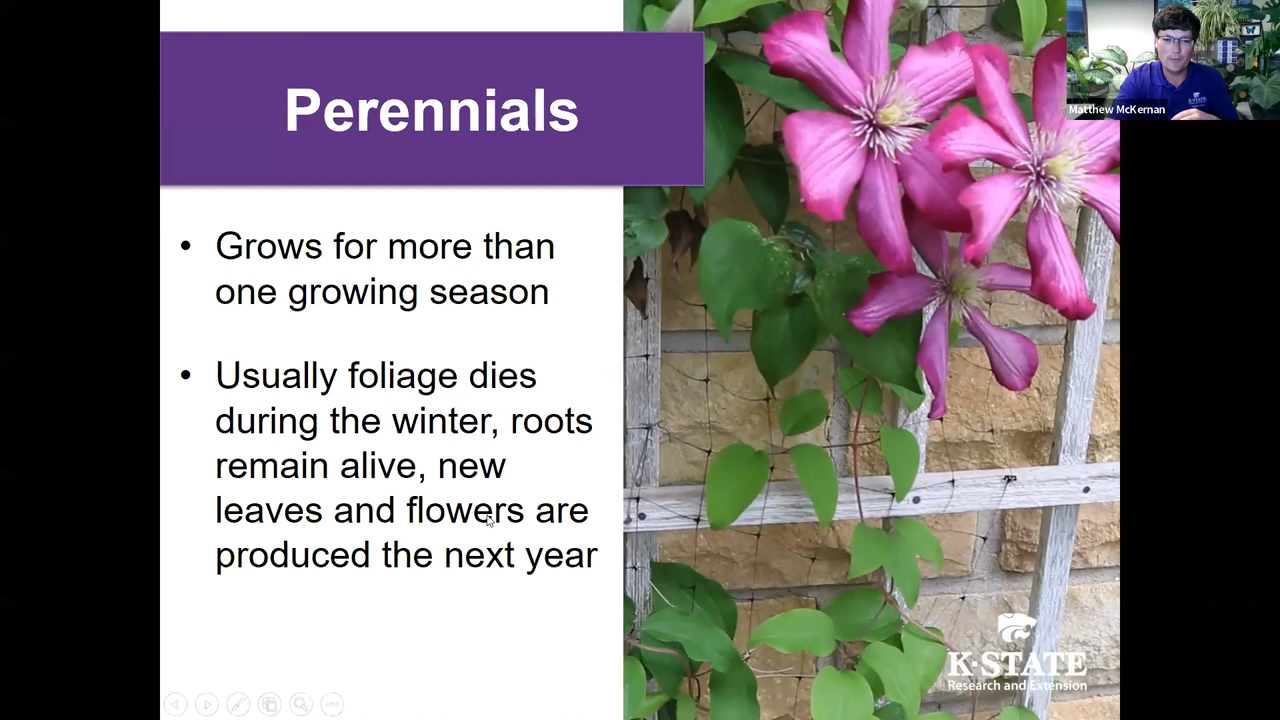 Perennials
• Grows for more than
one growing season
• Usually foliage dies
during the winter, roots
remain alive, new
leaves and flowers are
produced the next year
Matthew McKernan
K-STATE
K-STATE
Research and Extension